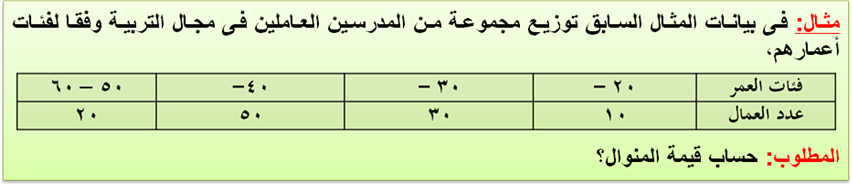 مثال: فى بيانات المثال السابق توزيع مجموعة من المدرسين العاملين فى مجال التربية وفقا لفئات
أعمارهم،
فئات العمر ٢٠ – ٣٠ – ٤٠– ٥٠ – ٦٠
عدد العمال ١٠ ٣٠ ٥٠ ٢٠
المطلوب: حساب قيمة المنوال؟